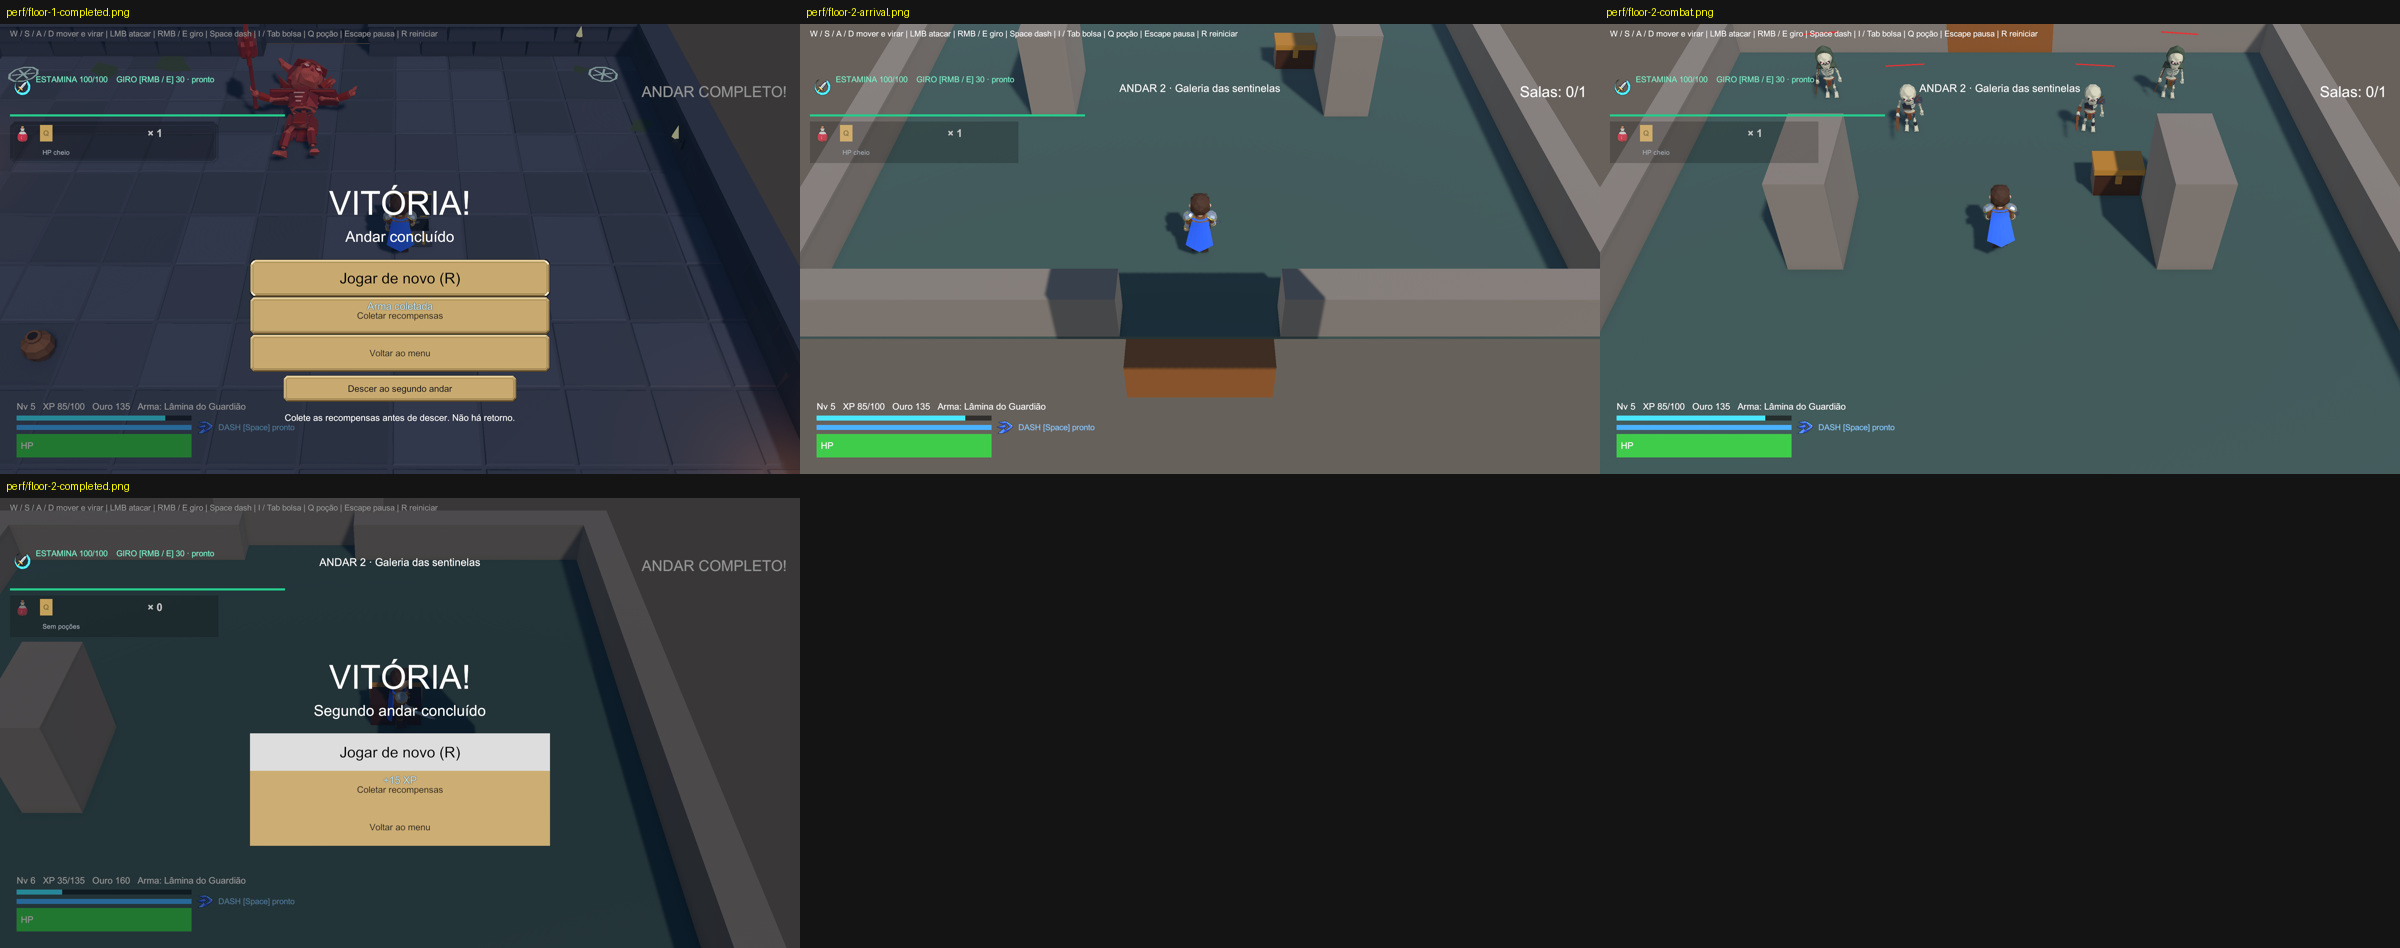 perf/floor-1-completed.png
W / S / A / D mover e virar | LMB atacar | RMB / E giro | Space dash | I / Tab bolsa | Q poção | Escape pausa | R reiniciar
ESTAMINA 100/100 GIRO [RMB / E] 30 · pronto
ANDAR COMPLETO!
Q × 1
HP cheio
VITÓRIA!
Andar concluído
Jogar de novo (R)
Arma coletada
Coletar recompensas
Voltar ao menu
Descer ao segundo andar
Colete as recompensas antes de descer. Não há retorno.
Nv 5 XP 85/100 Ouro 135 Arma: Lâmina do Guardião
DASH [Space] pronto
HP
perf/floor-2-arrival.png
W / S / A / D mover e virar | LMB atacar | RMB / E giro | Space dash | I / Tab bolsa | Q poção | Escape pausa | R reiniciar
ESTAMINA 100/100 GIRO [RMB / E] 30 · pronto
ANDAR 2 · Galeria das sentinelas
Salas: 0/1
Q × 1
HP cheio
Nv 5 XP 85/100 Ouro 135 Arma: Lâmina do Guardião
DASH [Space] pronto
HP
perf/floor-2-combat.png
W / S / A / D mover e virar | LMB atacar | RMB / E giro | Space dash | I / Tab bolsa | Q poção | Escape pausa | R reiniciar
ESTAMINA 100/100 GIRO [RMB / E] 30 · pronto
ANDAR 2 · Galeria das sentinelas
Salas: 0/1
Q × 1
HP cheio
Nv 5 XP 85/100 Ouro 135 Arma: Lâmina do Guardião
DASH [Space] pronto
HP
perf/floor-2-completed.png
W / S / A / D mover e virar | LMB atacar | RMB / E giro | Space dash | I / Tab bolsa | Q poção | Escape pausa | R reiniciar
ESTAMINA 100/100 GIRO [RMB / E] 30 · pronto
ANDAR 2 · Galeria das sentinelas
ANDAR COMPLETO!
Q × 0
Sem poções
VITÓRIA!
Segundo andar concluído
Jogar de novo (R)
+15 XP
Coletar recompensas
Voltar ao menu
Nv 6 XP 35/135 Ouro 160 Arma: Lâmina do Guardião
DASH [Space] pronto
HP